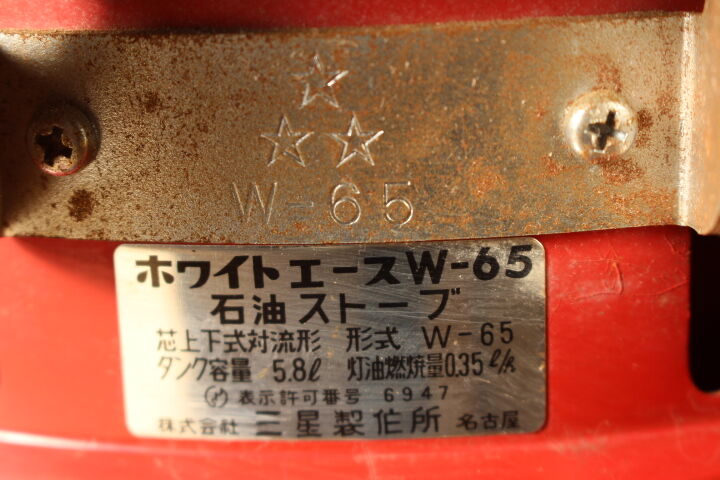 W-65
ホワイトエースW-65
石油ストーブ
芯上下式対流形 形式 W-65
タンク容量 5.8ℓ 灯油燃焼量0.35ℓ/h
表示許可番号 6947
株式会社 三星製作所 名古屋